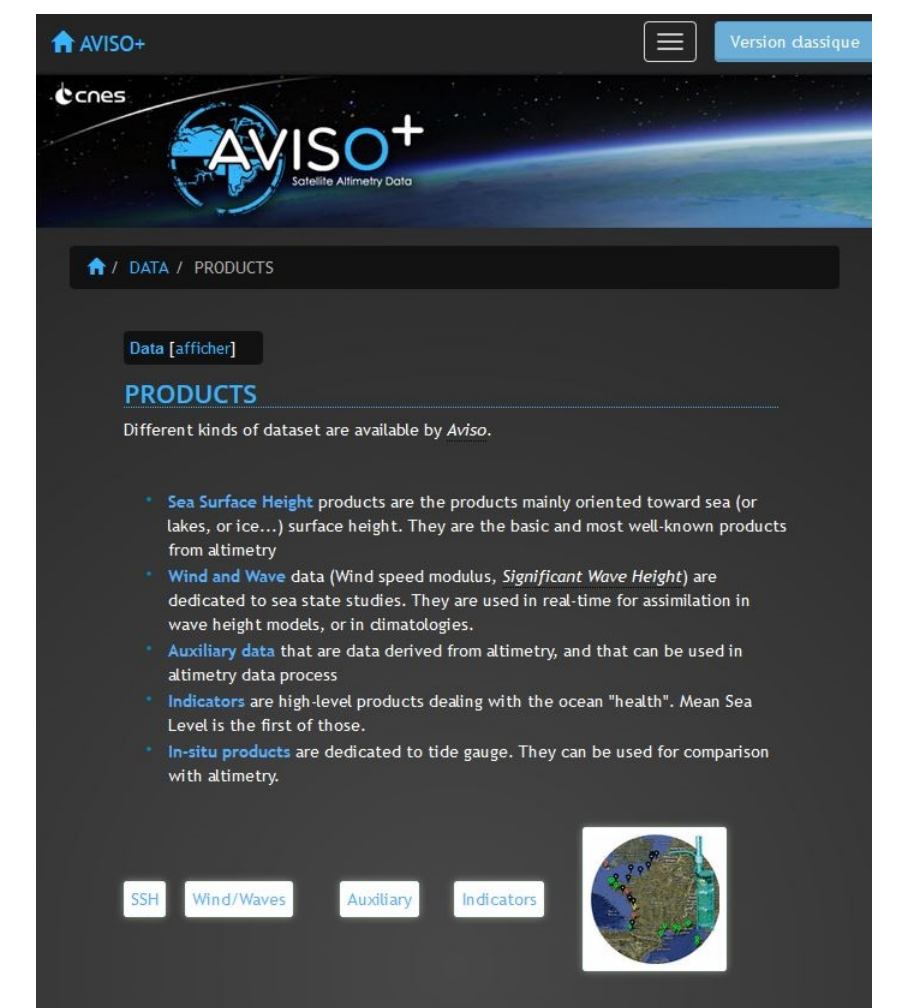 AVISO+
Version classique
cnes
AVISO+
Satellite Altimetry Data
/ DATA / PRODUCTS
Data [afficher]
PRODUCTS
Different kinds of dataset are available by Aviso.
Sea Surface Height products are the products mainly oriented toward sea (or
lakes, or ice...) surface height. They are the basic and most well-known products
from altimetry
Wind and Wave data (Wind speed modulus, Significant Wave Height) are
dedicated to sea state studies. They are used in real-time for assimilation in
wave height models, or in climatologies.
Auxiliary data that are data derived from altimetry, and that can be used in
altimetry data process
Indicators are high-level products dealing with the ocean "health". Mean Sea
Level is the first of those.
In-situ products are dedicated to tide gauge. They can be used for comparison
with altimetry.
SSH
Wind/Waves
Auxiliary
Indicators